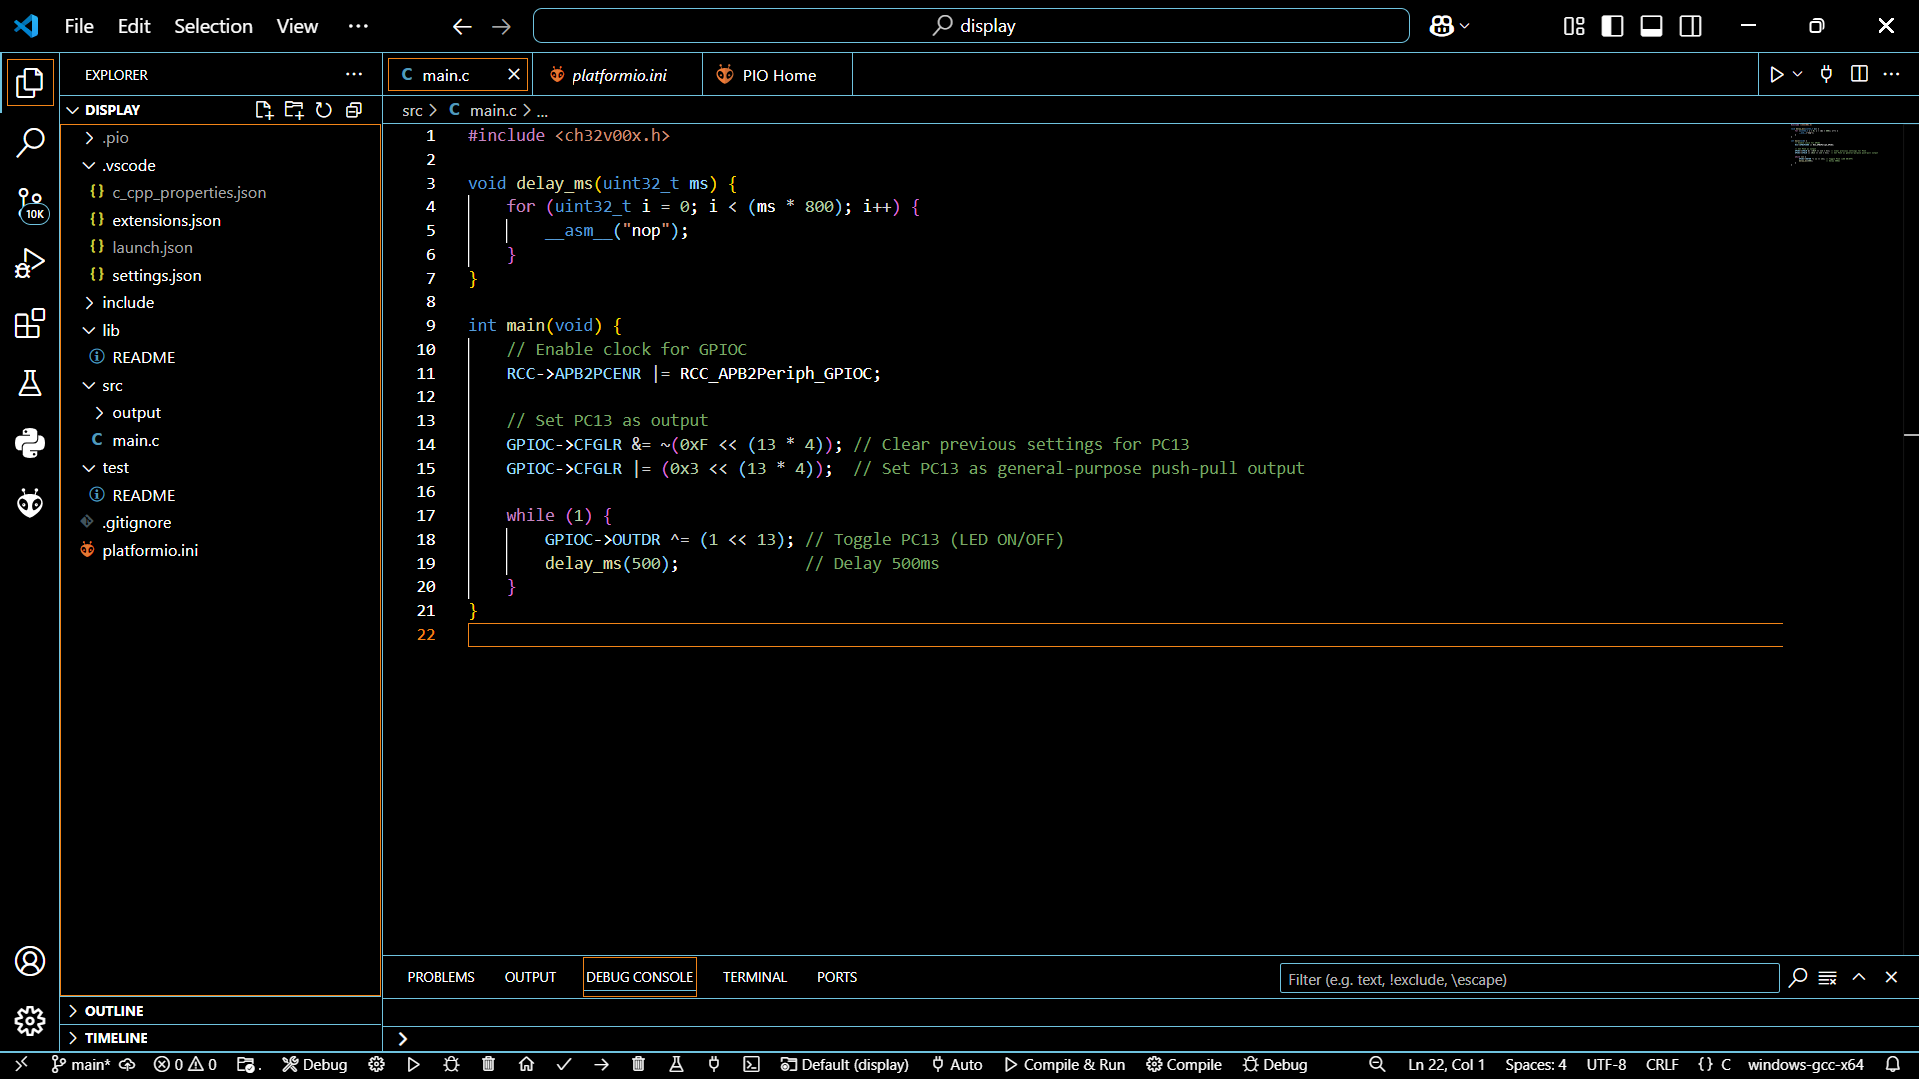 File Edit Selection View ...
display
EXPLORER
main.c
platformio.ini
PIO Home
DISPLAY
src > C main.c > ...
.pio
.vscode
{} c_cpp_properties.json
{} extensions.json
{} launch.json
{} settings.json
include
lib
README
src
output
C main.c
test
README
.gitignore
platformio.ini
10K
1 #include <ch32v00x.h>
2
3 void delay_ms(uint32_t ms) {
4     for (uint32_t i = 0; i < (ms * 800); i++) {
5         __asm__("nop");
6     }
7 }
8
9 int main(void) {
10     // Enable clock for GPIOC
11     RCC->APB2PCENR |= RCC_APB2Periph_GPIOC;
12
13     // Set PC13 as output
14     GPIOC->CFGLR &= ~(0xF << (13 * 4)); // Clear previous settings for PC13
15     GPIOC->CFGLR |= (0x3 << (13 * 4));  // Set PC13 as general-purpose push-pull output
16
17     while (1) {
18         GPIOC->OUTDR ^= (1 << 13); // Toggle PC13 (LED ON/OFF)
19         delay_ms(500);             // Delay 500ms
20     }
21 }
22
OUTLINE
TIMELINE
PROBLEMS OUTPUT DEBUG CONSOLE TERMINAL PORTS
Filter (e.g. text, !exclude, \escape)
main* 0 0 Debug Default (display) Auto Compile & Run Compile Debug Ln 22, Col 1 Spaces: 4 UTF-8 CRLF {} C windows-gcc-x64